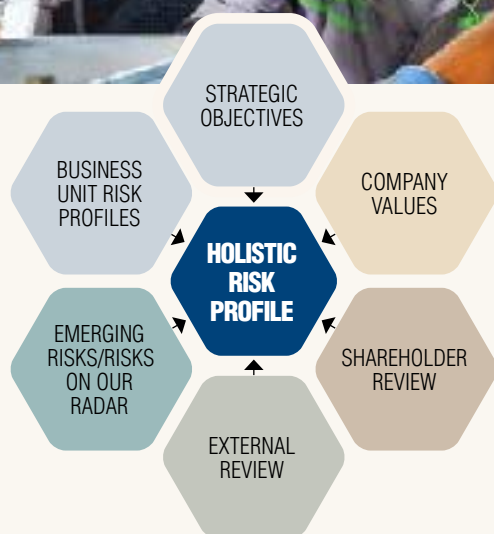 STRATEGIC
OBJECTIVES
BUSINESS
UNIT RISK
PROFILES
COMPANY
VALUES
HOLISTIC
RISK
PROFILE
EMERGING
RISKS/RISKS
ON OUR
RADAR
SHAREHOLDER
REVIEW
EXTERNAL
REVIEW